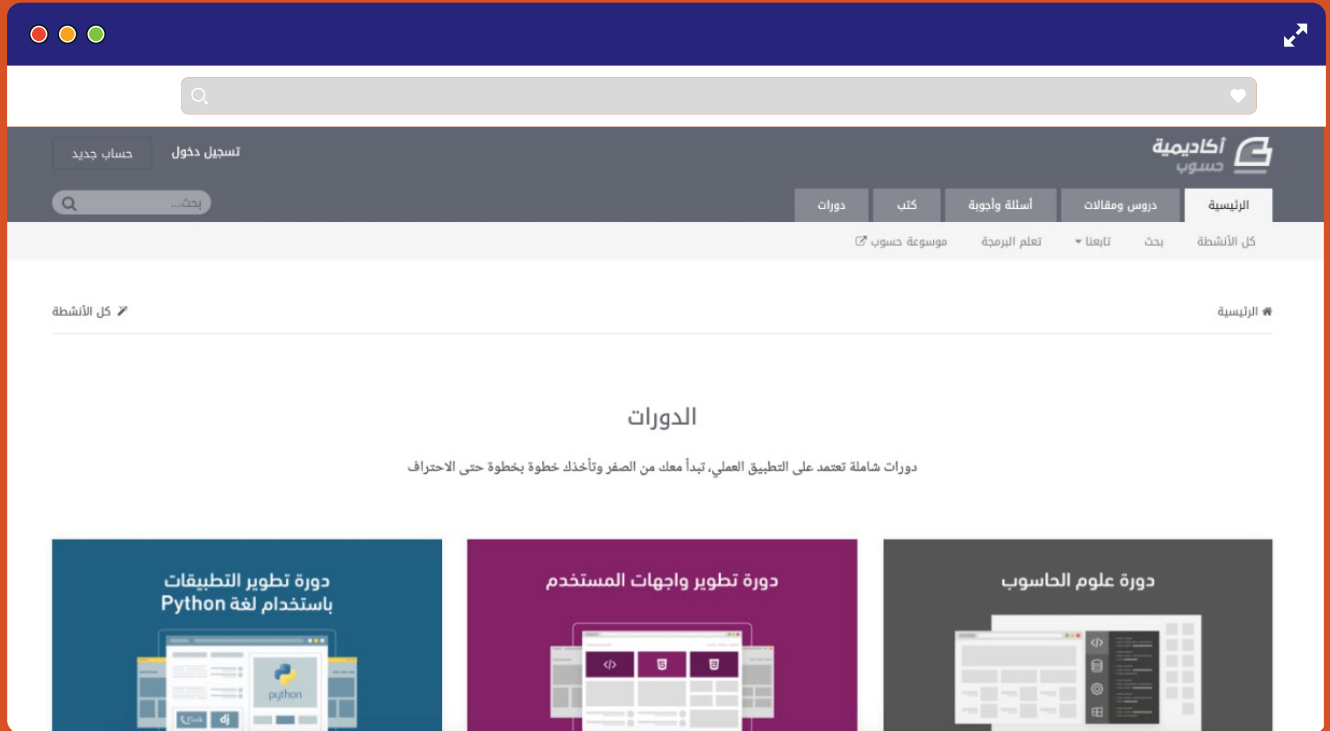 أكاديمية
حسوب
تسجيل دخول
حساب جديد
الرئيسية
دروس ومقالات
أسئلة وأجوبة
كتب
دورات
بحث...
كل الأنشطة
بحث
تابعنا
تعلم البرمجة
موسوعة حسوب
الرئيسية
كل الأنشطة
الدورات
دورات شاملة تعتمد على التطبيق العملي، تبدأ معك من الصفر وتأخذك خطوة بخطوة حتى الاحتراف
دورة علوم الحاسوب
</>
دورة تطوير واجهات المستخدم
</>
دورة تطوير التطبيقات
باستخدام لغة Python
python
Flask
dj